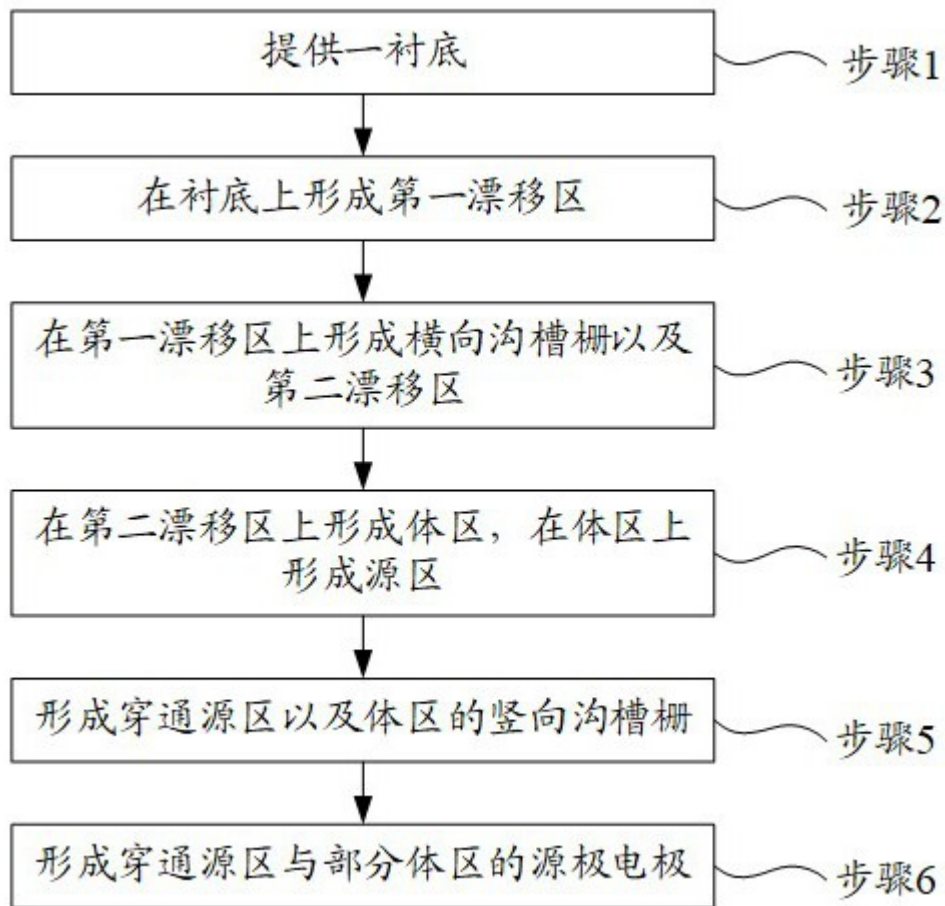 提供一衬底
步骤1
在衬底上形成第一漂移区
步骤2
在第一漂移区上形成横向沟槽栅以及
第二漂移区
步骤3
在第二漂移区上形成体区，在体区上
形成源区
步骤4
形成穿通源区以及体区的竖向沟槽栅
步骤5
形成穿通源区与部分体区的源极电极
步骤6